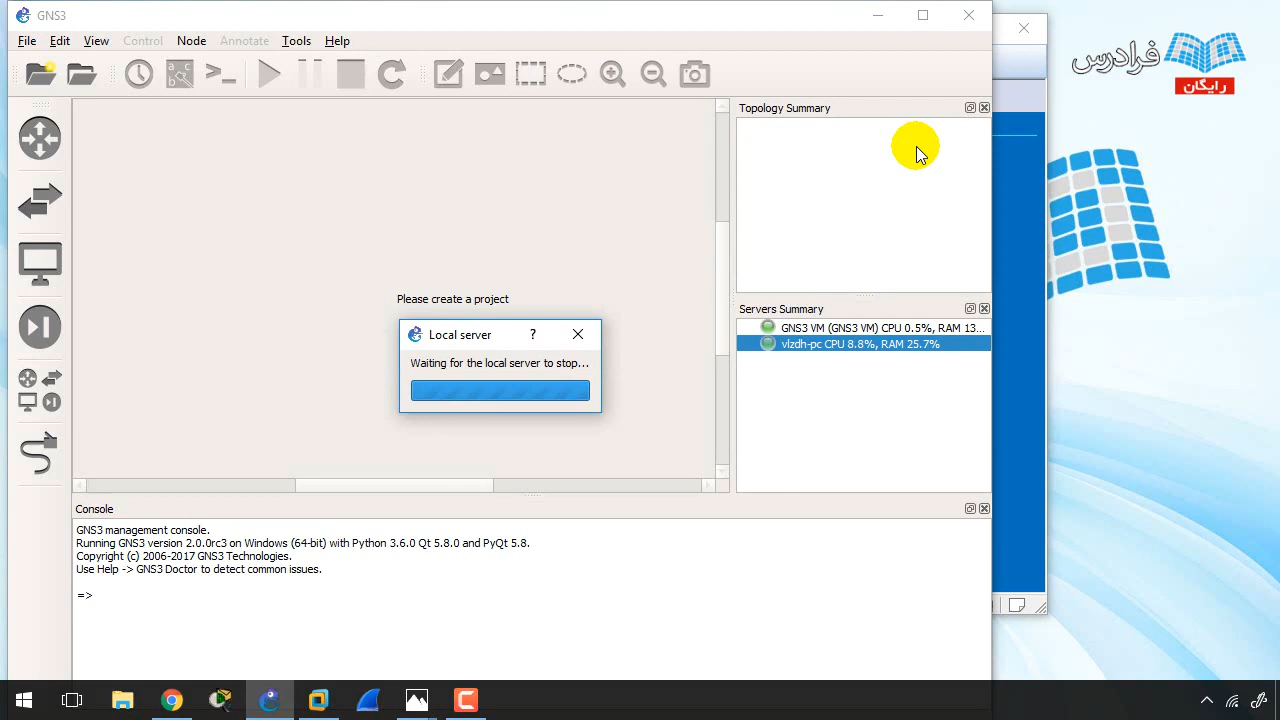 GNS3
File Edit View Control Node Annotate Tools Help
فرادرس
رایگان
Topology Summary
Please create a project
Local server ?
Waiting for the local server to stop...
Servers Summary
GNS3 VM (GNS3 VM) CPU 0.5%, RAM 13...
vlzdh-pc CPU 8.8%, RAM 25.7%
Console
GNS3 management console.
Running GNS3 version 2.0.0rc3 on Windows (64-bit) with Python 3.6.0 Qt 5.8.0 and PyQt 5.8.
Copyright (c) 2006-2017 GNS3 Technologies.
Use Help -> GNS3 Doctor to detect common issues.
=>